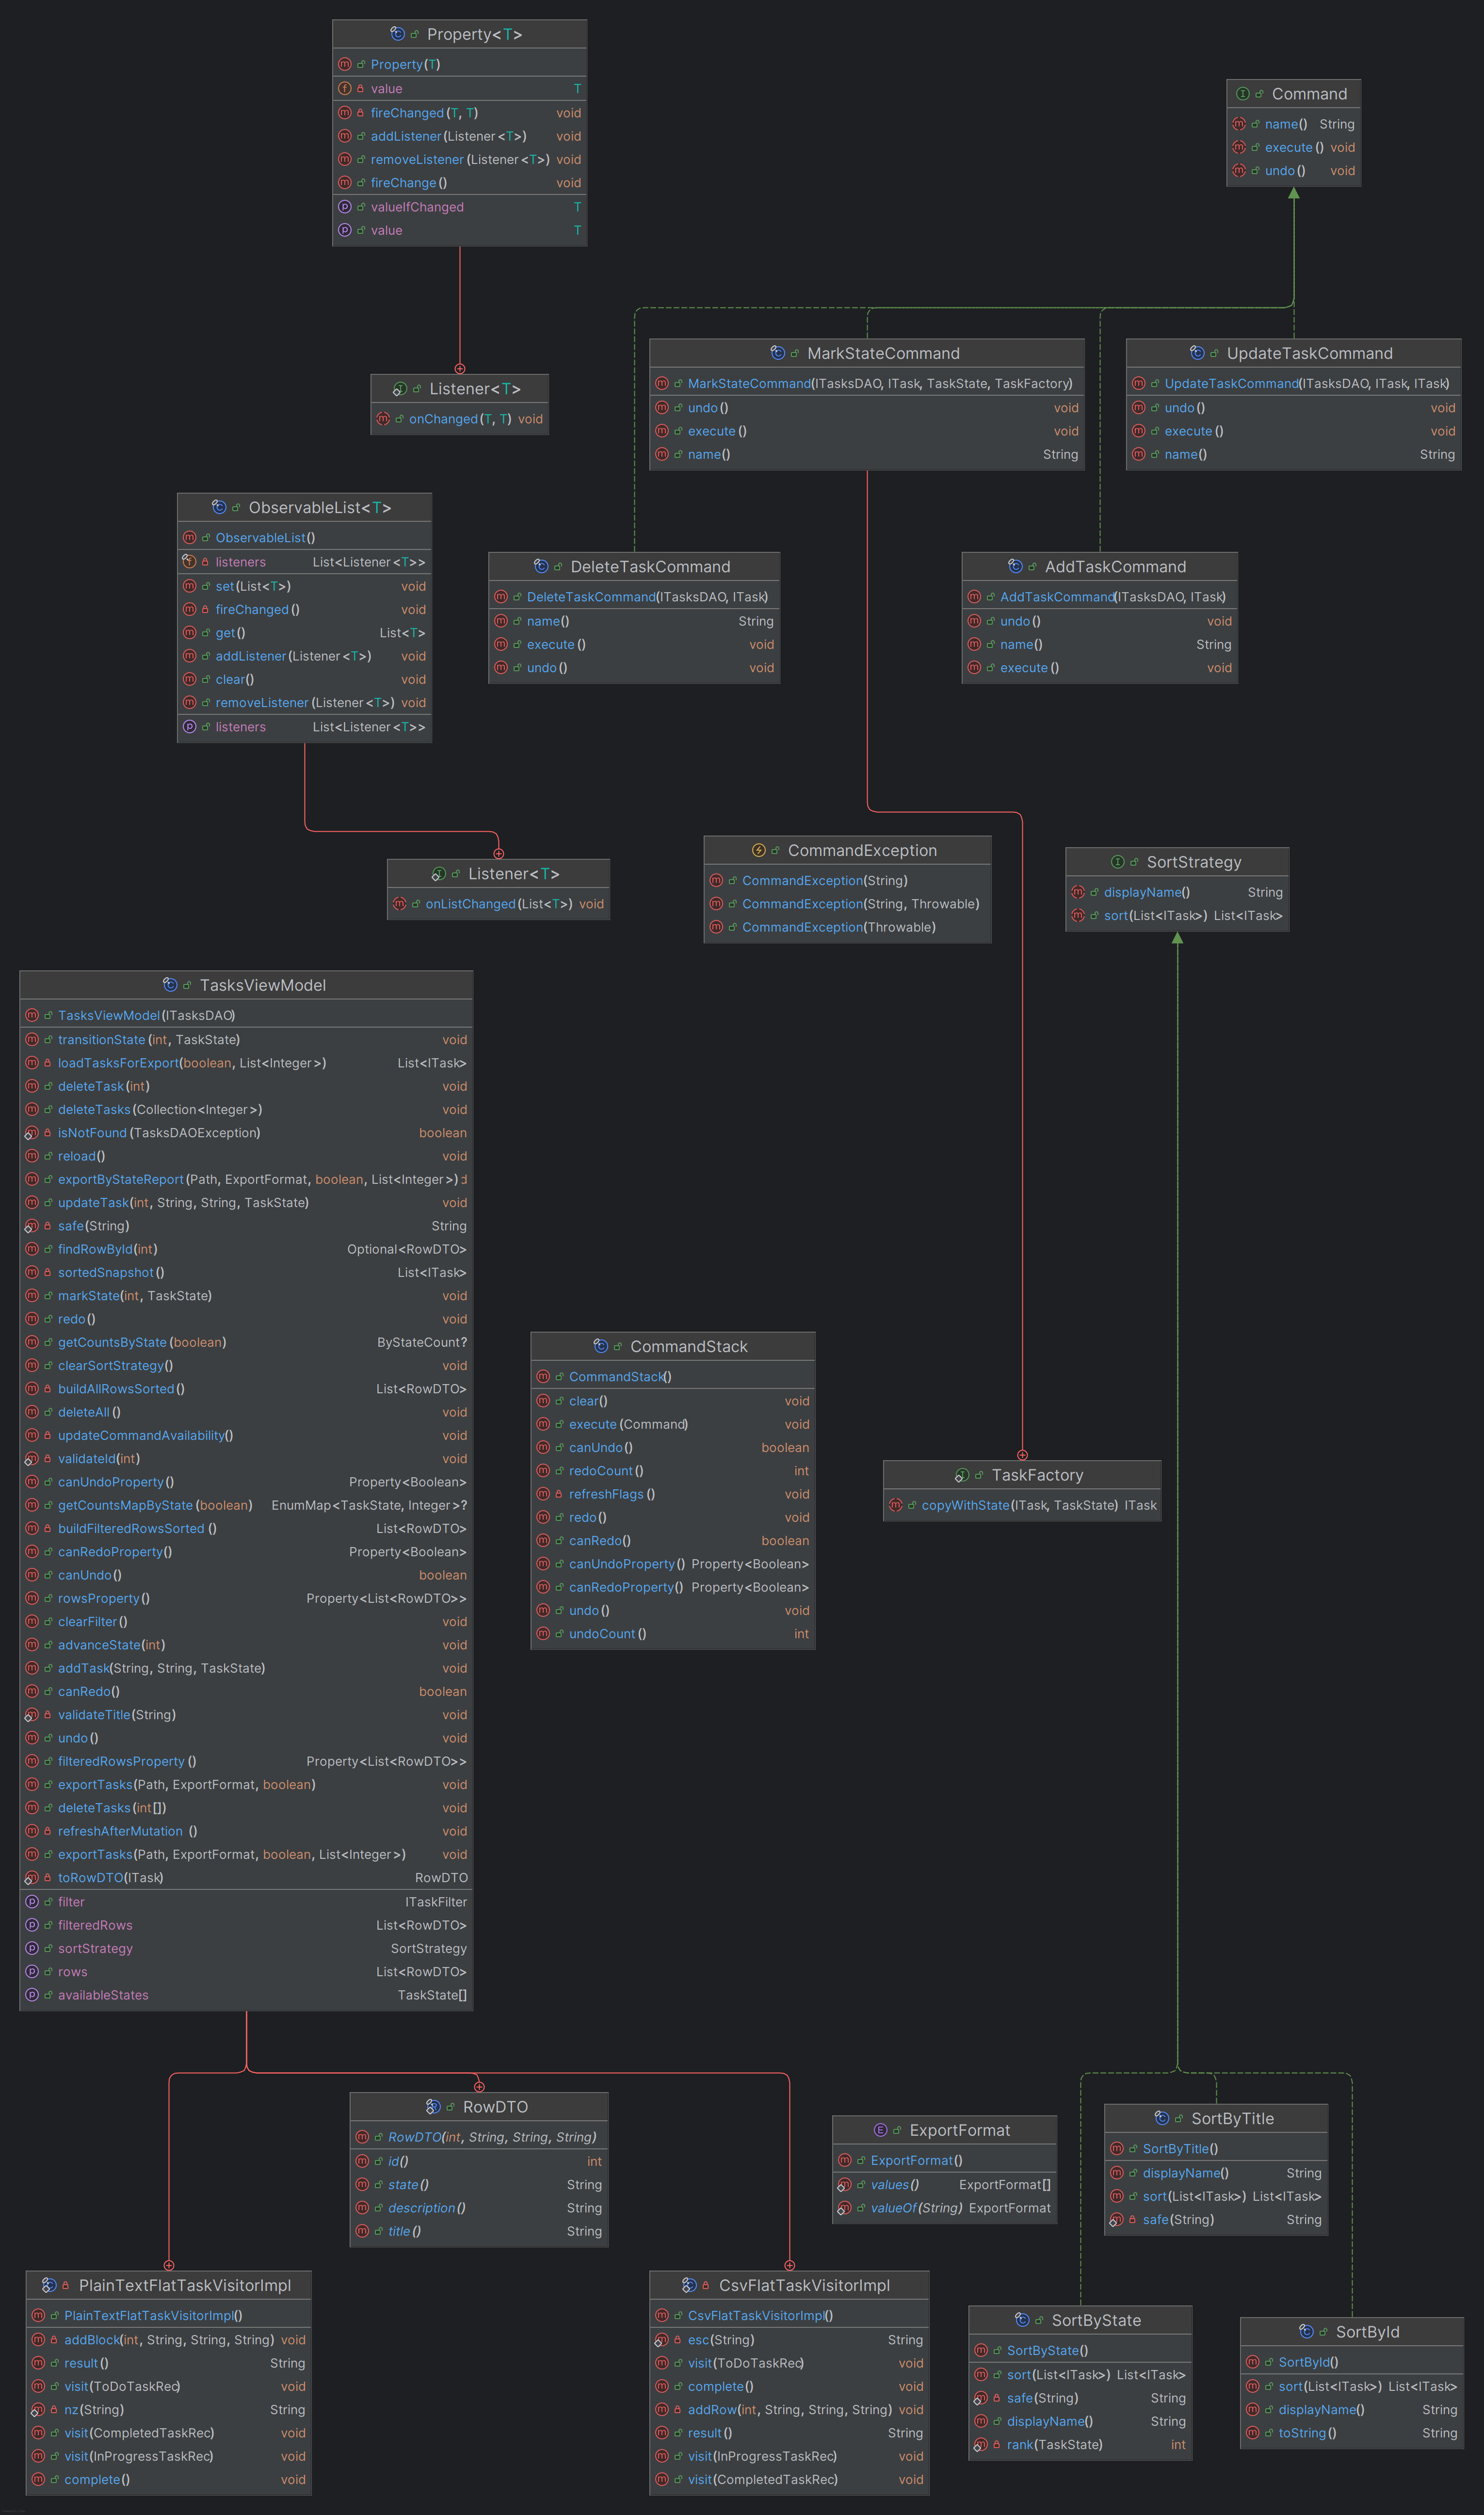 Property<T>
Property(T)
value T
fireChanged(T, T) void
addListener(Listener<T>) void
removeListener(Listener<T>) void
fireChange() void
valueIfChanged T
value T
Command
name() String
execute() void
undo() void
Listener<T>
onChanged(T, T) void
MarkStateCommand
MarkStateCommand(ITasksDAO, ITask, TaskState, TaskFactory)
undo() void
execute() void
name() String
UpdateTaskCommand
UpdateTaskCommand(ITasksDAO, ITask, ITask)
undo() void
execute() void
name() String
ObservableList<T>
ObservableList()
listeners List<Listener<T>>
set(List<T>) void
fireChanged() void
get() List<T>
addListener(Listener<T>) void
clear() void
removeListener(Listener<T>) void
listeners List<Listener<T>>
DeleteTaskCommand
DeleteTaskCommand(ITasksDAO, ITask)
name() String
execute() void
undo() void
AddTaskCommand
AddTaskCommand(ITasksDAO, ITask)
undo() void
name() String
execute() void
Listener<T>
onListChanged(List<T>) void
CommandException
CommandException(String)
CommandException(String, Throwable)
CommandException(Throwable)
SortStrategy
displayName() String
sort(List<ITask>) List<ITask>
TasksViewModel
TasksViewModel(ITasksDAO)
transitionState(int, TaskState) void
loadTasksForExport(boolean, List<Integer>) List<ITask>
deleteTask(int) void
deleteTasks(Collection<Integer>) void
isNotFound(TasksDAOException) boolean
reload() void
exportByStateReport(Path, ExportFormat, boolean, List<Integer>) d
updateTask(int, String, String, TaskState) void
safe(String) String
findRowById(int) Optional<RowDTO>
sortedSnapshot() List<ITask>
markState(int, TaskState) void
redo() void
getCountsByState(boolean) ByStateCount?
clearSortStrategy() void
buildAllRowsSorted() List<RowDTO>
deleteAll() void
updateCommandAvailability() void
validateId(int) void
canUndoProperty() Property<Boolean>
getCountsMapByState(boolean) EnumMap<TaskState, Integer>?
buildFilteredRowsSorted() List<RowDTO>
canRedoProperty() Property<Boolean>
canUndo() boolean
rowsProperty() Property<List<RowDTO>>
clearFilter() void
advanceState(int) void
addTask(String, String, TaskState) void
canRedo() boolean
validateTitle(String) void
undo() void
filteredRowsProperty() Property<List<RowDTO>>
exportTasks(Path, ExportFormat, boolean) void
deleteTasks(int[]) void
refreshAfterMutation() void
exportTasks(Path, ExportFormat, boolean, List<Integer>) void
toRowDTO(ITask) RowDTO
filter ITaskFilter
filteredRows List<RowDTO>
sortStrategy SortStrategy
rows List<RowDTO>
availableStates TaskState[]
CommandStack
CommandStack()
clear() void
execute(Command) void
canUndo() boolean
redoCount() int
refreshFlags() void
redo() void
canRedo() boolean
canUndoProperty() Property<Boolean>
canRedoProperty() Property<Boolean>
undo() void
undoCount() int
TaskFactory
copyWithState(ITask, TaskState) ITask
RowDTO
RowDTO(int, String, String, String)
id() int
state() String
description() String
title() String
ExportFormat
ExportFormat()
values() ExportFormat[]
valueOf(String) ExportFormat
SortByTitle
SortByTitle()
displayName() String
sort(List<ITask>) List<ITask>
safe(String) String
PlainTextFlatTaskVisitorImpl
PlainTextFlatTaskVisitorImpl()
addBlock(int, String, String, String) void
result() String
visit(ToDoTaskRec) void
nz(String) String
visit(CompletedTaskRec) void
visit(InProgressTaskRec) void
complete() void
CsvFlatTaskVisitorImpl
CsvFlatTaskVisitorImpl()
esc(String) String
visit(ToDoTaskRec) void
complete() void
addRow(int, String, String, String) void
result() String
visit(InProgressTaskRec) void
visit(CompletedTaskRec) void
SortByState
SortByState()
sort(List<ITask>) List<ITask>
safe(String) String
displayName() String
rank(TaskState) int
SortById
SortById()
sort(List<ITask>) List<ITask>
displayName() String
toString() String